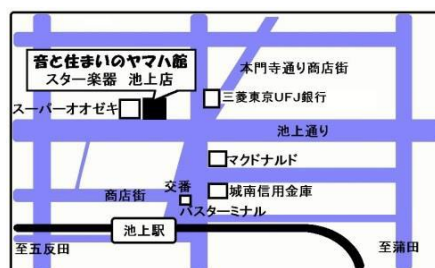 音と住まいのヤマハ館
スター楽器 池上店
本門寺通り商店街
三菱東京UFJ銀行
スーパーオオゼキ
池上通り
マクドナルド
交番
城南信用金庫
商店街
バスターミナル
池上駅
至五反田
至蒲田